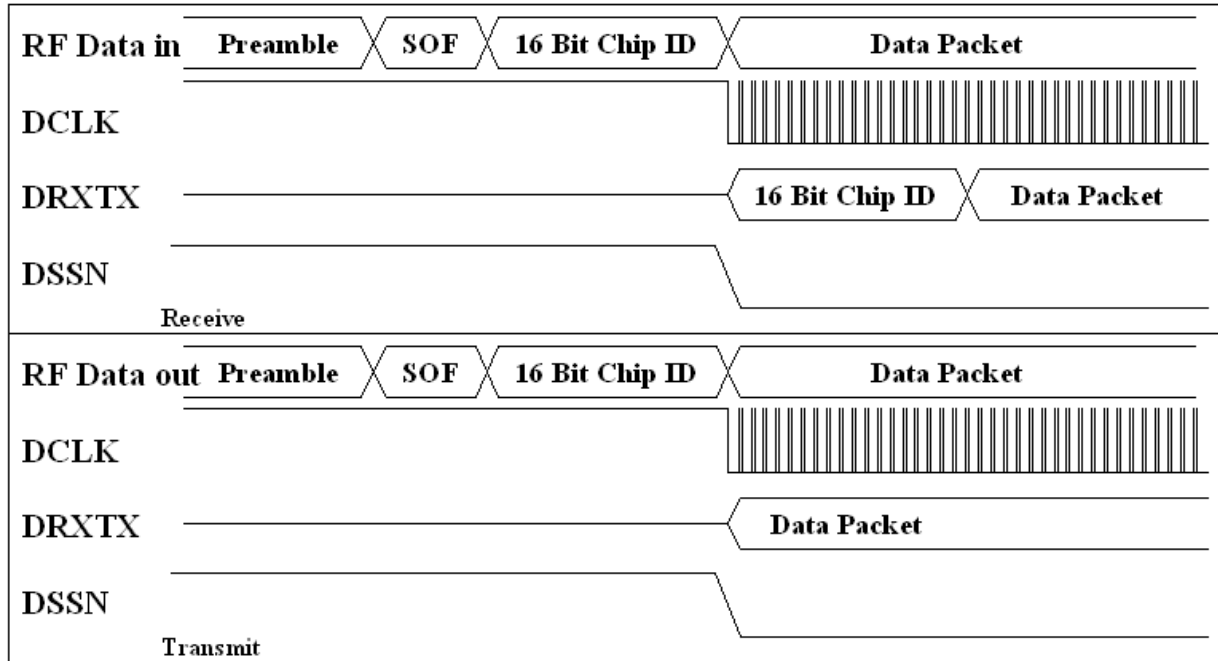 RF Data in Preamble SOF 16 Bit Chip ID Data Packet
DCLK
DRXTX 16 Bit Chip ID Data Packet
DSSN
Receive
RF Data out Preamble SOF 16 Bit Chip ID Data Packet
DCLK
DRXTX Data Packet
DSSN
Transmit